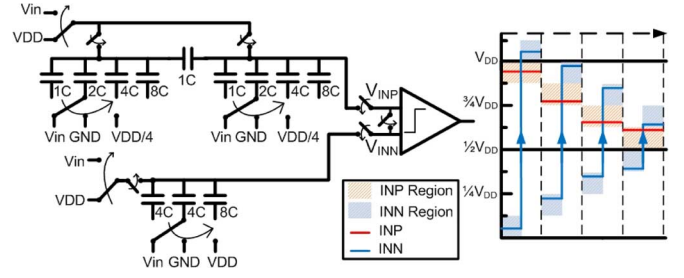 Vin
VDD
1C
1C 2C 4C 8C
1C 2C 4C 8C
Vin GND VDD/4
Vin GND VDD/4
VINP
VINN
Vin
VDD
4C 4C 8C
Vin GND VDD
INP Region
INN Region
INP
INN
VDD
¾VDD
½VDD
¼VDD